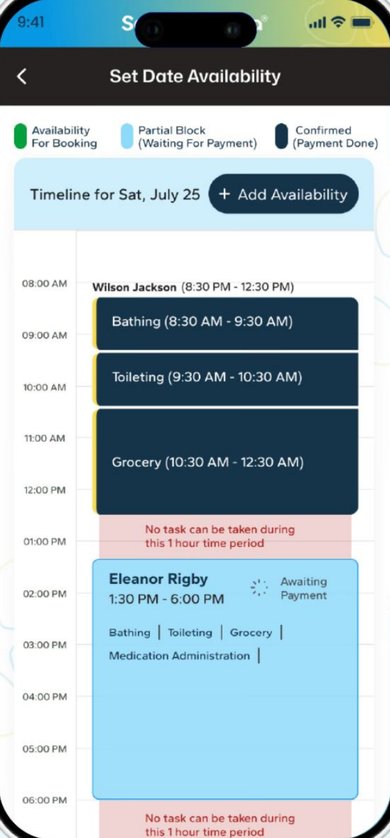 9:41
Set Date Availability
Availability
For Booking
Partial Block
(Waiting For Payment)
Confirmed
(Payment Done)
Timeline for Sat, July 25
+ Add Availability
08:00 AM
Wilson Jackson (8:30 PM - 12:30 PM)
Bathing (8:30 AM - 9:30 AM)
09:00 AM
Toileting (9:30 AM - 10:30 AM)
10:00 AM
11:00 AM
Grocery (10:30 AM - 12:30 AM)
12:00 PM
No task can be taken during
this 1 hour time period
01:00 PM
Eleanor Rigby
1:30 PM - 6:00 PM
Awaiting
Payment
02:00 PM
Bathing | Toileting | Grocery |
03:00 PM
Medication Administration |
04:00 PM
05:00 PM
06:00 PM
No task can be taken during
this 1 hour time period